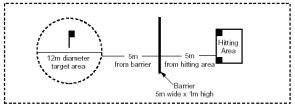 12m diameter
target area
5m
from barrier
5m
from hitting area
Hitting
Area
Barrier
5m wide x 1m high